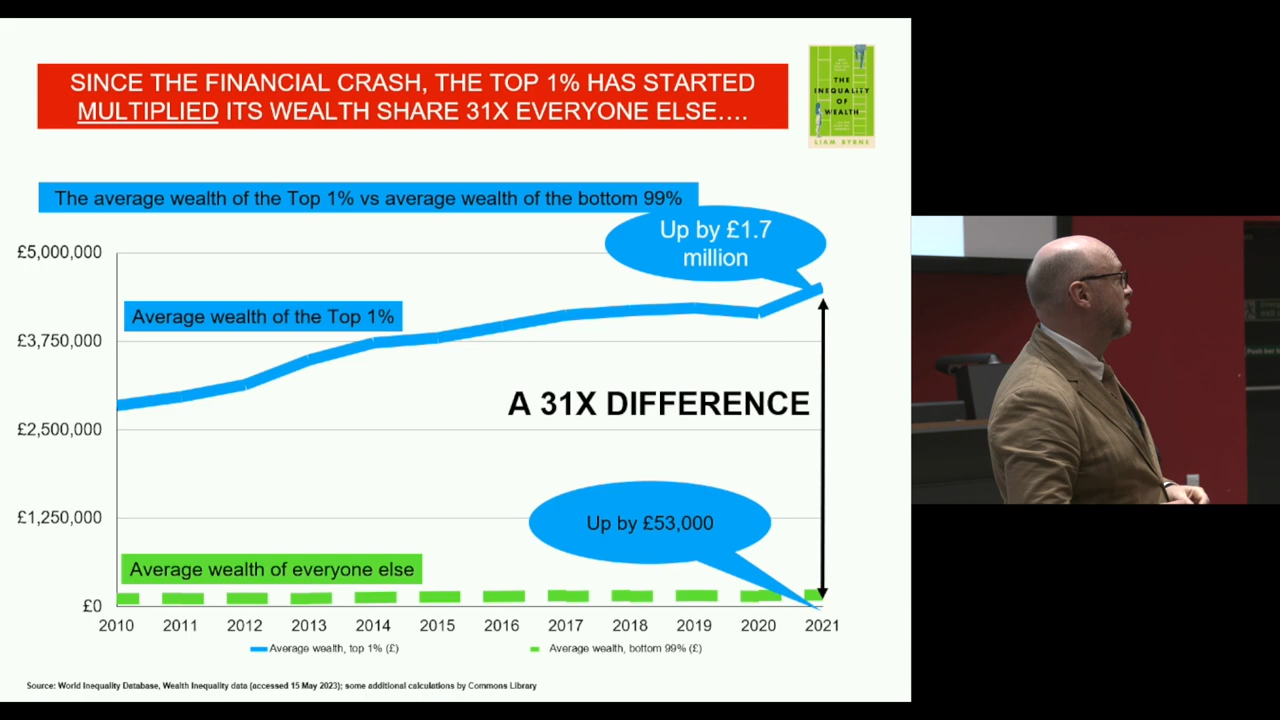 SINCE THE FINANCIAL CRASH, THE TOP 1% HAS STARTED
MULTIPLIED ITS WEALTH SHARE 31X EVERYONE ELSE….
THE
INEQUALITY
OF
WEALTH
LIAM BYRNE
The average wealth of the Top 1% vs average wealth of the bottom 99%
Up by £1.7
million
£5,000,000
Average wealth of the Top 1%
£3,750,000
A 31X DIFFERENCE
£2,500,000
£1,250,000
Up by £53,000
Average wealth of everyone else
£0
2010 2011 2012 2013 2014 2015 2016 2017 2018 2019 2020 2021
Average wealth, top 1% (£) Average wealth, bottom 99% (£)
Source: World Inequality Database, Wealth Inequality data (accessed 15 May 2023); some additional calculations by Commons Library